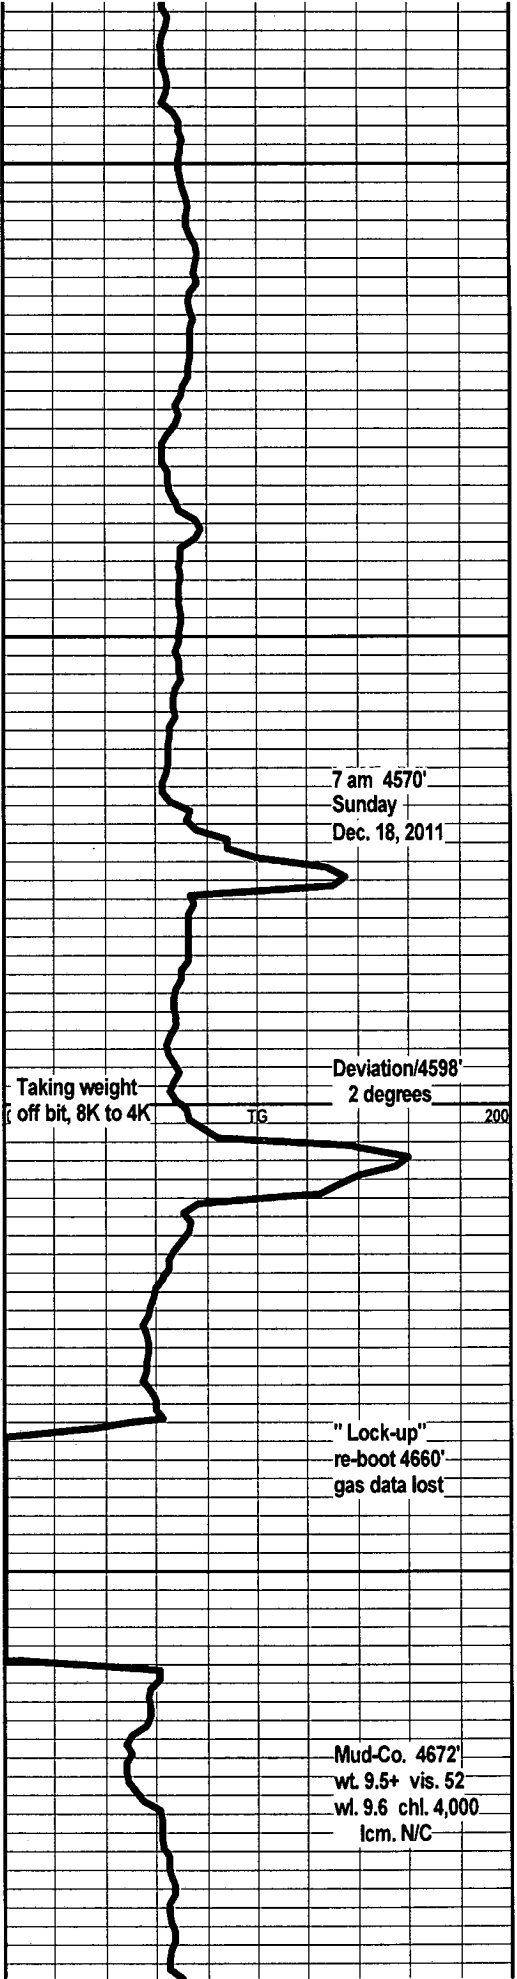 7 am 4570'
Sunday
Dec. 18, 2011
Deviation/4598'
2 degrees
Taking weight
off bit, 8K to 4K
TG
200
" Lock-up"
re-boot 4660'
gas data lost
Mud-Co. 4672'
wt. 9.5+ vis. 52
wl. 9.6 chl. 4,000
lcm. N/C